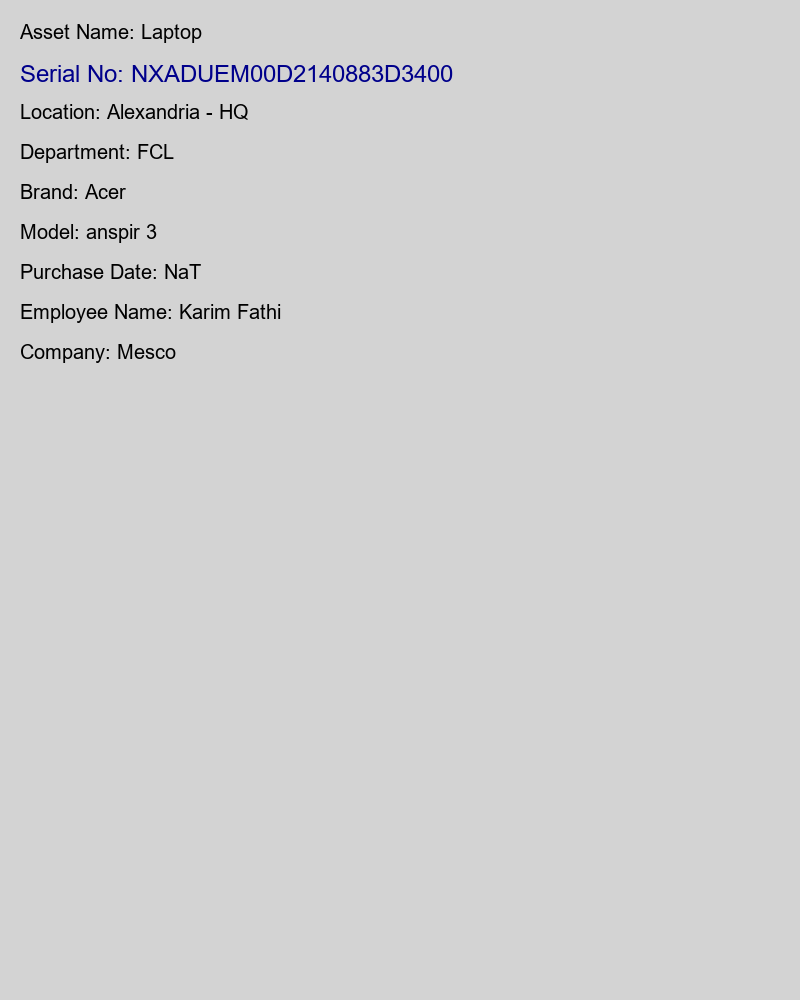 Asset Name: Laptop
Serial No: NXADUEM00D2140883D3400
Location: Alexandria - HQ
Department: FCL
Brand: Acer
Model: anspir 3
Purchase Date: NaT
Employee Name: Karim Fathi
Company: Mesco